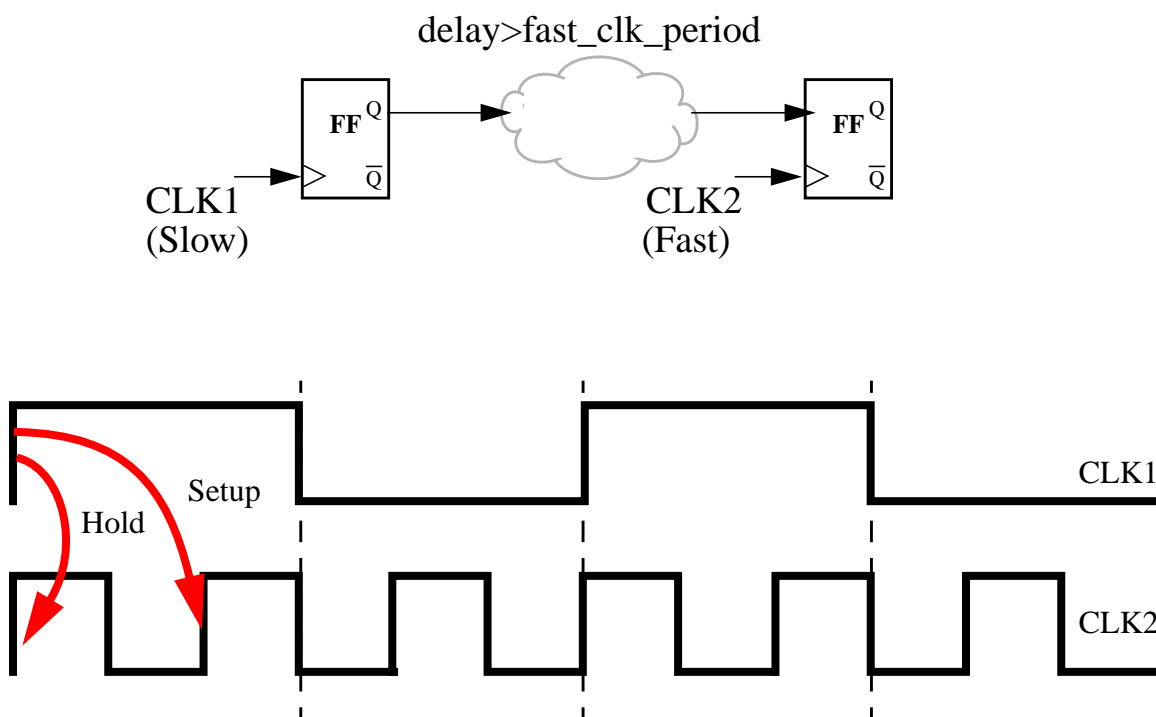 delay>fast_clk_period
FF Q
Q
CLK1
(Slow)
FF Q
Q
CLK2
(Fast)
Setup
Hold
CLK1
CLK2